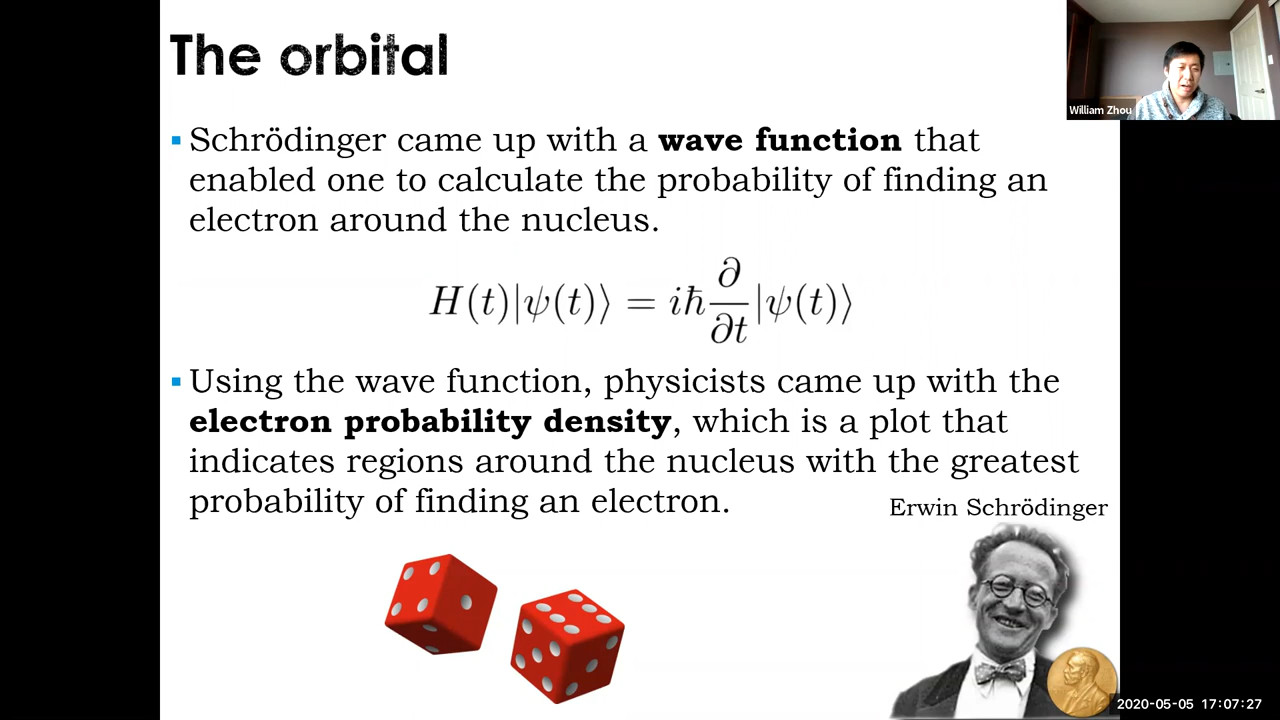 The orbital
William Zhou
▪ Schrödinger came up with a wave function that
enabled one to calculate the probability of finding an
electron around the nucleus.
H(t)|ψ(t)⟩ = iħ ∂/∂t |ψ(t)⟩
▪ Using the wave function, physicists came up with the
electron probability density, which is a plot that
indicates regions around the nucleus with the greatest
probability of finding an electron.
Erwin Schrödinger
2020-05-05 17:07:27